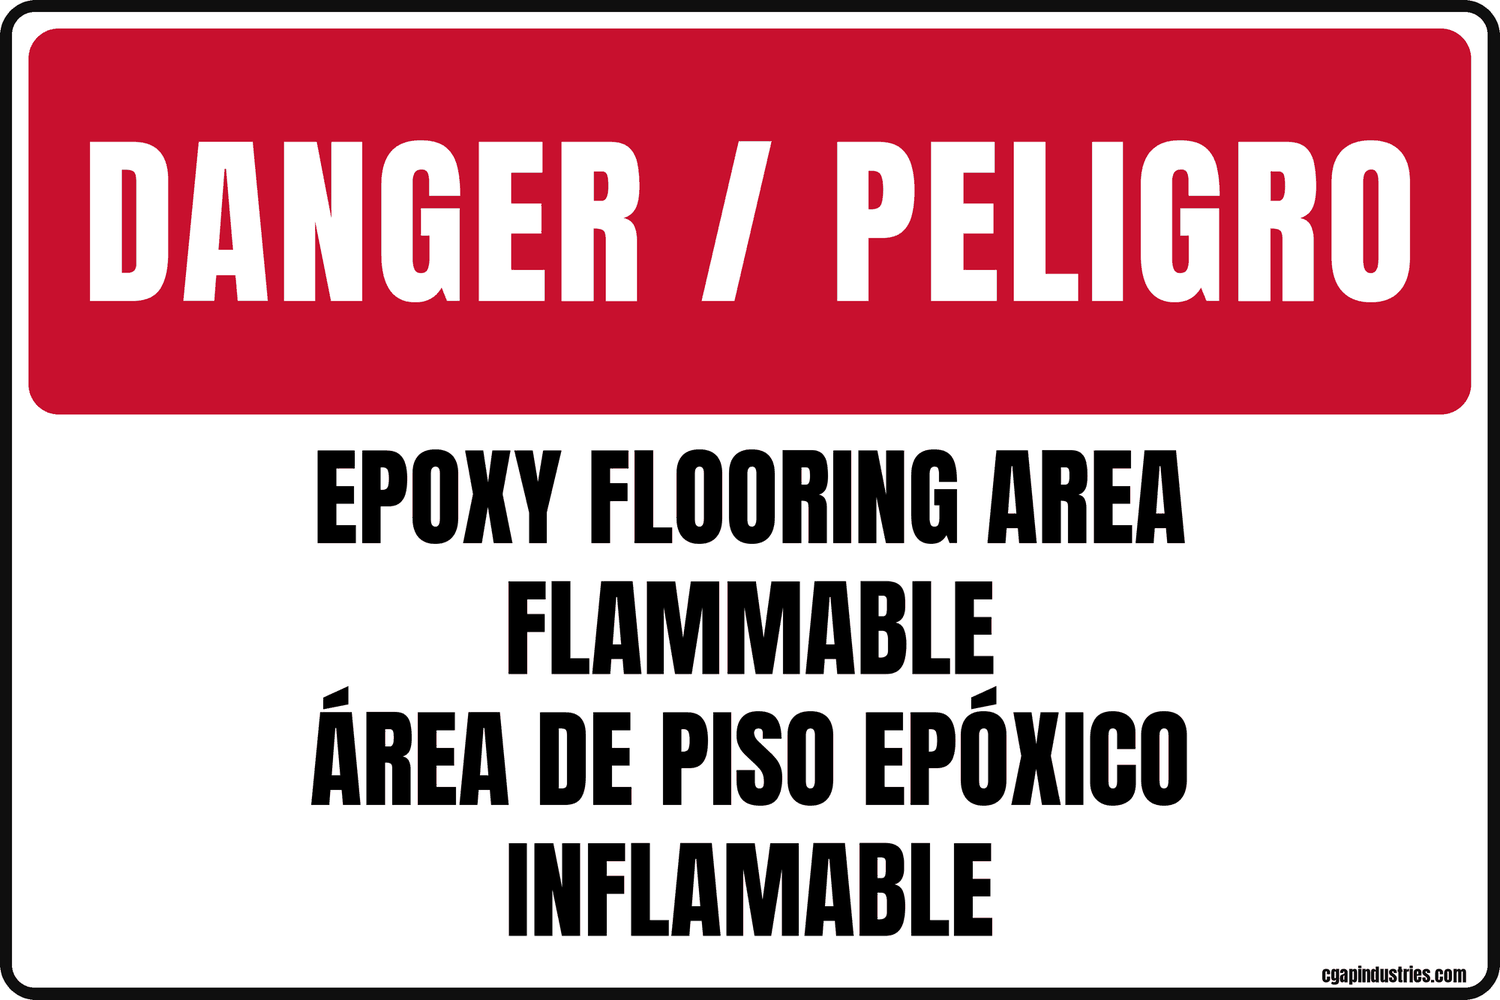 DANGER / PELIGRO
EPOXY FLOORING AREA
FLAMMABLE
ÁREA DE PISO EPÓXICO
INFLAMABLE
cgapindustries.com